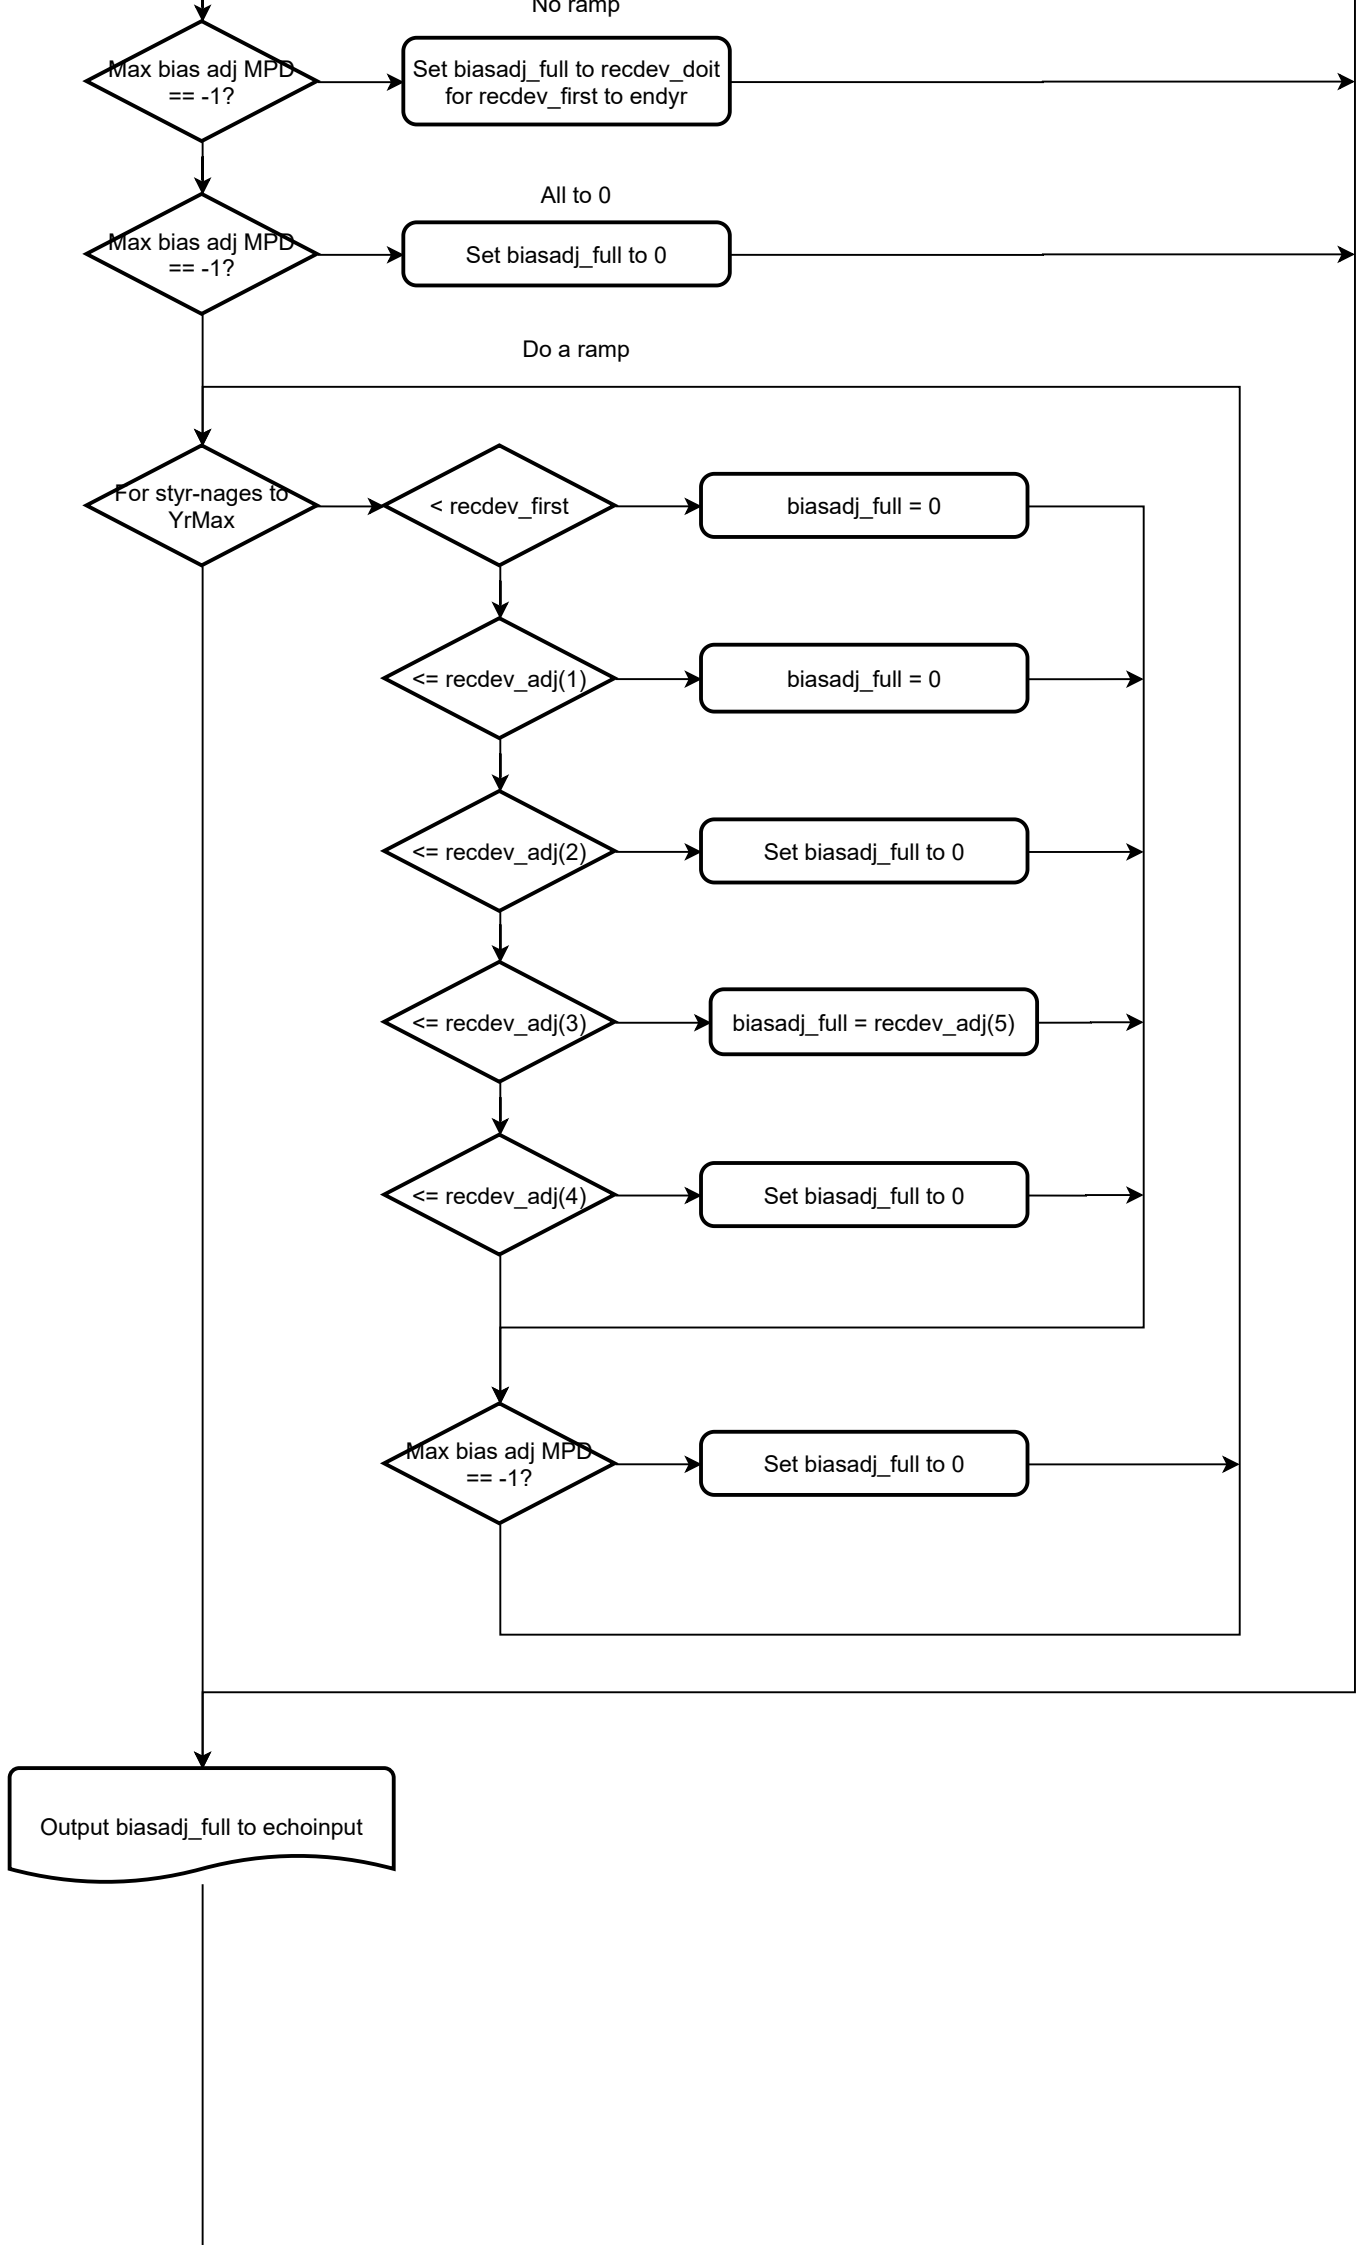 No ramp
Max bias adj MPD
== -1?
Set biasadj_full to recdev_doit
for recdev_first to endyr
All to 0
Max bias adj MPD
== -1?
Set biasadj_full to 0
Do a ramp
For styr-nages to
YrMax
< recdev_first
biasadj_full = 0
<= recdev_adj(1)
biasadj_full = 0
<= recdev_adj(2)
Set biasadj_full to 0
<= recdev_adj(3)
biasadj_full = recdev_adj(5)
<= recdev_adj(4)
Set biasadj_full to 0
Max bias adj MPD
== -1?
Set biasadj_full to 0
Output biasadj_full to echoinput